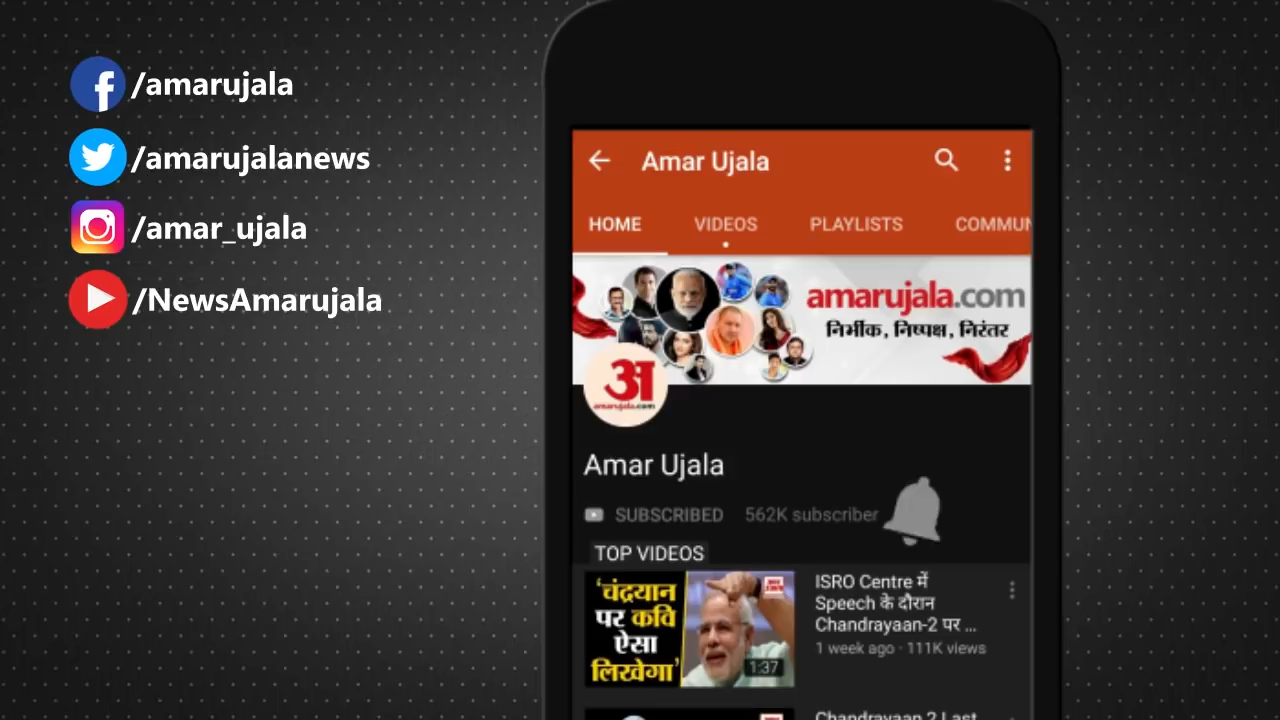 /amarujala
/amarujalanews
/amar_ujala
/NewsAmarujala
Amar Ujala
HOME VIDEOS PLAYLISTS COMMUN
amarujala.com
निर्भीक, निष्पक्ष, निरंतर
अ
amarujala.com
Amar Ujala
SUBSCRIBED 562K subscriber
TOP VIDEOS
'चंद्रयान
पर कवि
ऐसा
लिखेगा'
1:37
ISRO Centre में
Speech के दौरान
Chandrayaan-2 पर ...
1 week ago · 111K views
Chandrayaan 2 Last